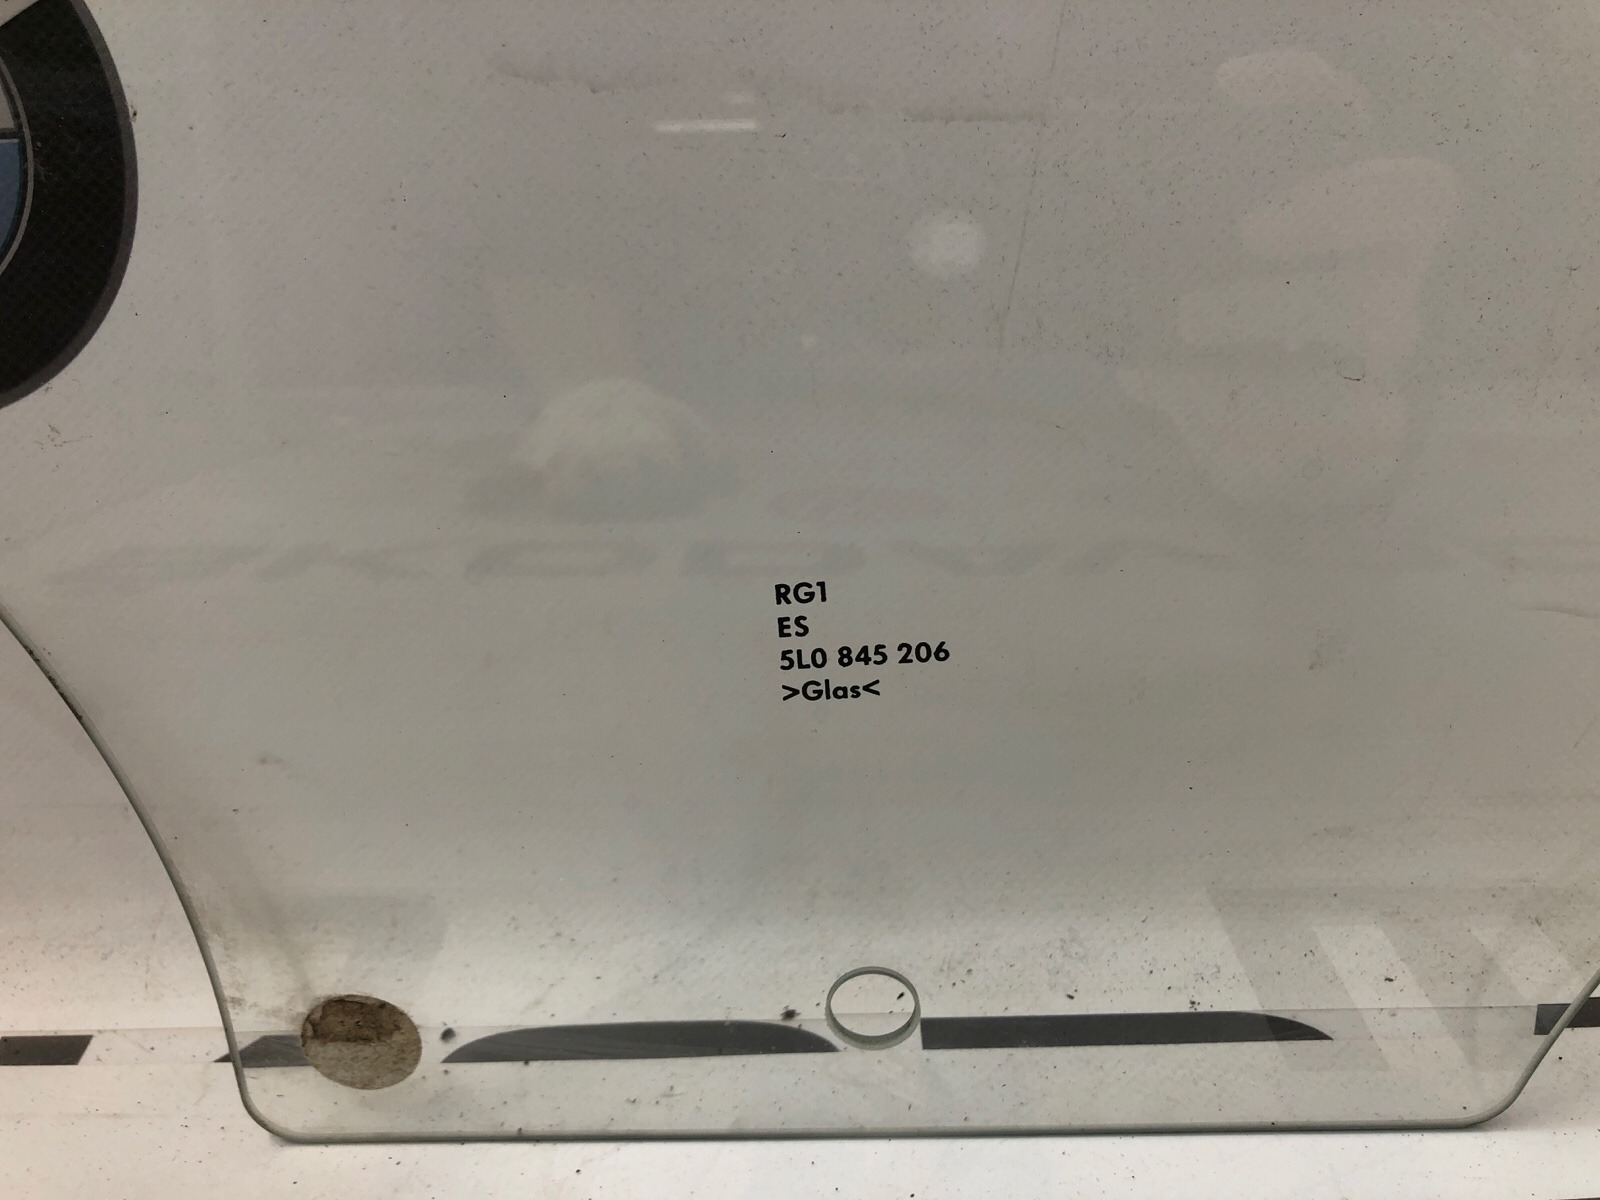 RG1
ES
5L0 845 206
>Glas<